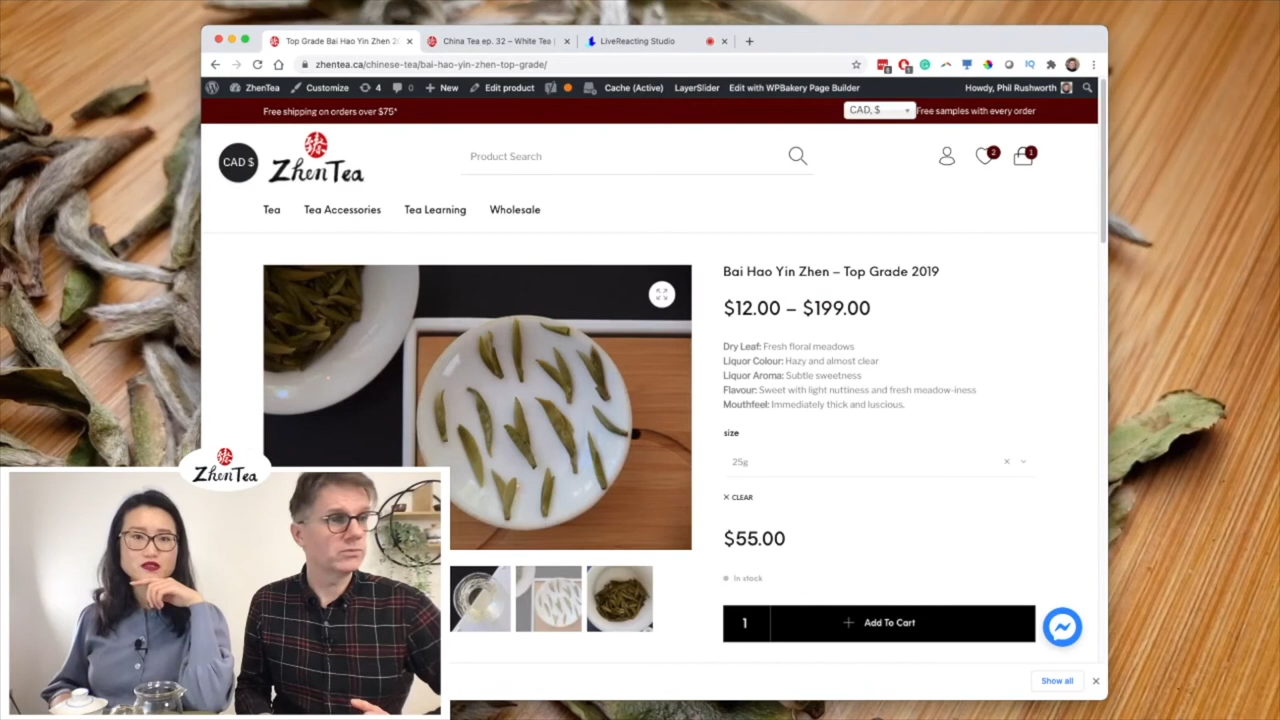 Top Grade Bai Hao Yin Zhen 20
China Tea ep. 32 – White Tea |
LiveReacting Studio
zhentea.ca/chinese-tea/bai-hao-yin-zhen-top-grade/
ZhenTea
Customize
4
0
New
Edit product
Cache (Active)
LayerSlider
Edit with WPBakery Page Builder
Howdy, Phil Rushworth
Free shipping on orders over $75*
CAD, $
Free samples with every order
CAD $
臻茶
ZhenTea
Product Search
2
1
Tea
Tea Accessories
Tea Learning
Wholesale
Bai Hao Yin Zhen – Top Grade 2019
$12.00 – $199.00
Dry Leaf: Fresh floral meadows
Liquor Colour: Hazy and almost clear
Liquor Aroma: Subtle sweetness
Flavour: Sweet with light nuttiness and fresh meadow-iness
Mouthfeel: Immediately thick and luscious.
size
25g
CLEAR
$55.00
In stock
1
Add To Cart
ZhenTea
Show all